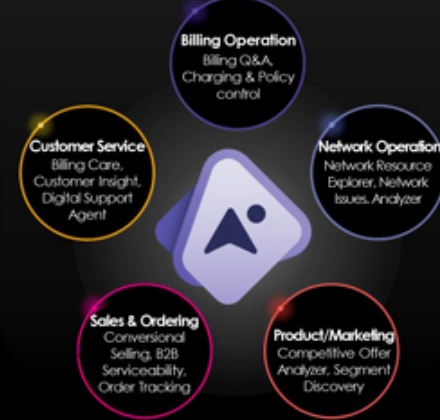 Billing Operation
Billing Q&A,
Charging & Policy
control
Customer Service
Billing Care,
Customer Insight,
Digital Support
Agent
Network Operation
Network Resource
Explorer, Network
Issues. Analyzer
Sales & Ordering
Conversional
Selling, B2B
Serviceability,
Order Tracking
Product/Marketing
Competitive Offer
Analyzer, Segment
Discovery